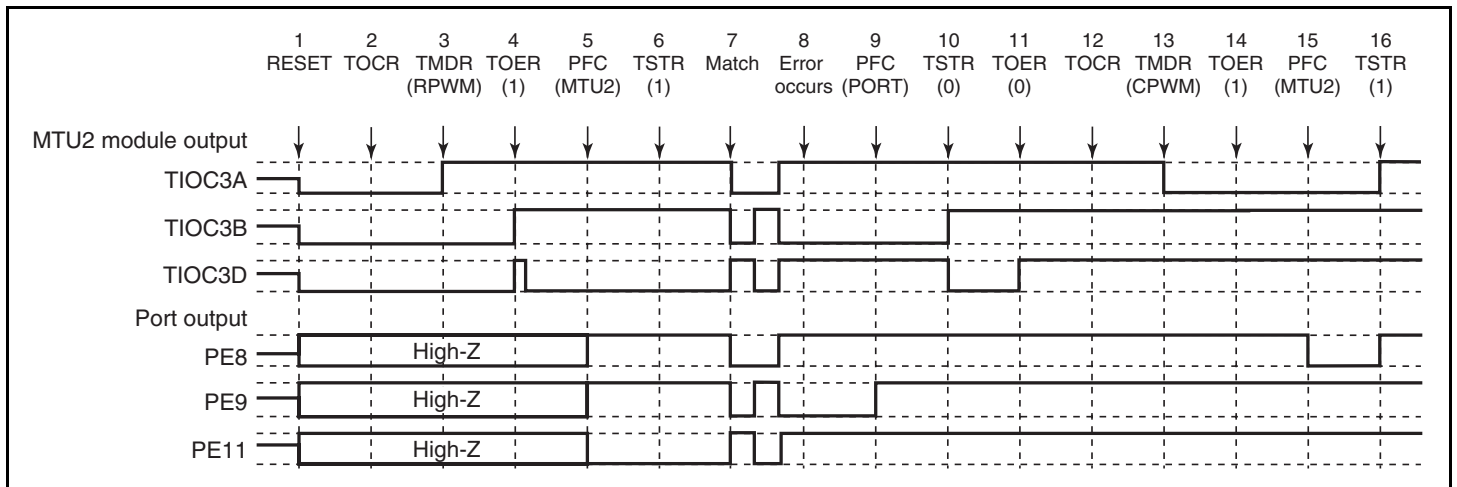 1 2 3 4 5 6 7 8 9 10 11 12 13 14 15 16
RESET TOCR TMDR TOER PFC TSTR Match Error PFC TSTR TOER TOCR TMDR TOER PFC TSTR
(RPWM) (1) (MTU2) (1) occurs (PORT) (0) (0) (CPWM) (1) (MTU2) (1)
MTU2 module output
TIOC3A
TIOC3B
TIOC3D
Port output
PE8 High-Z
PE9 High-Z
PE11 High-Z